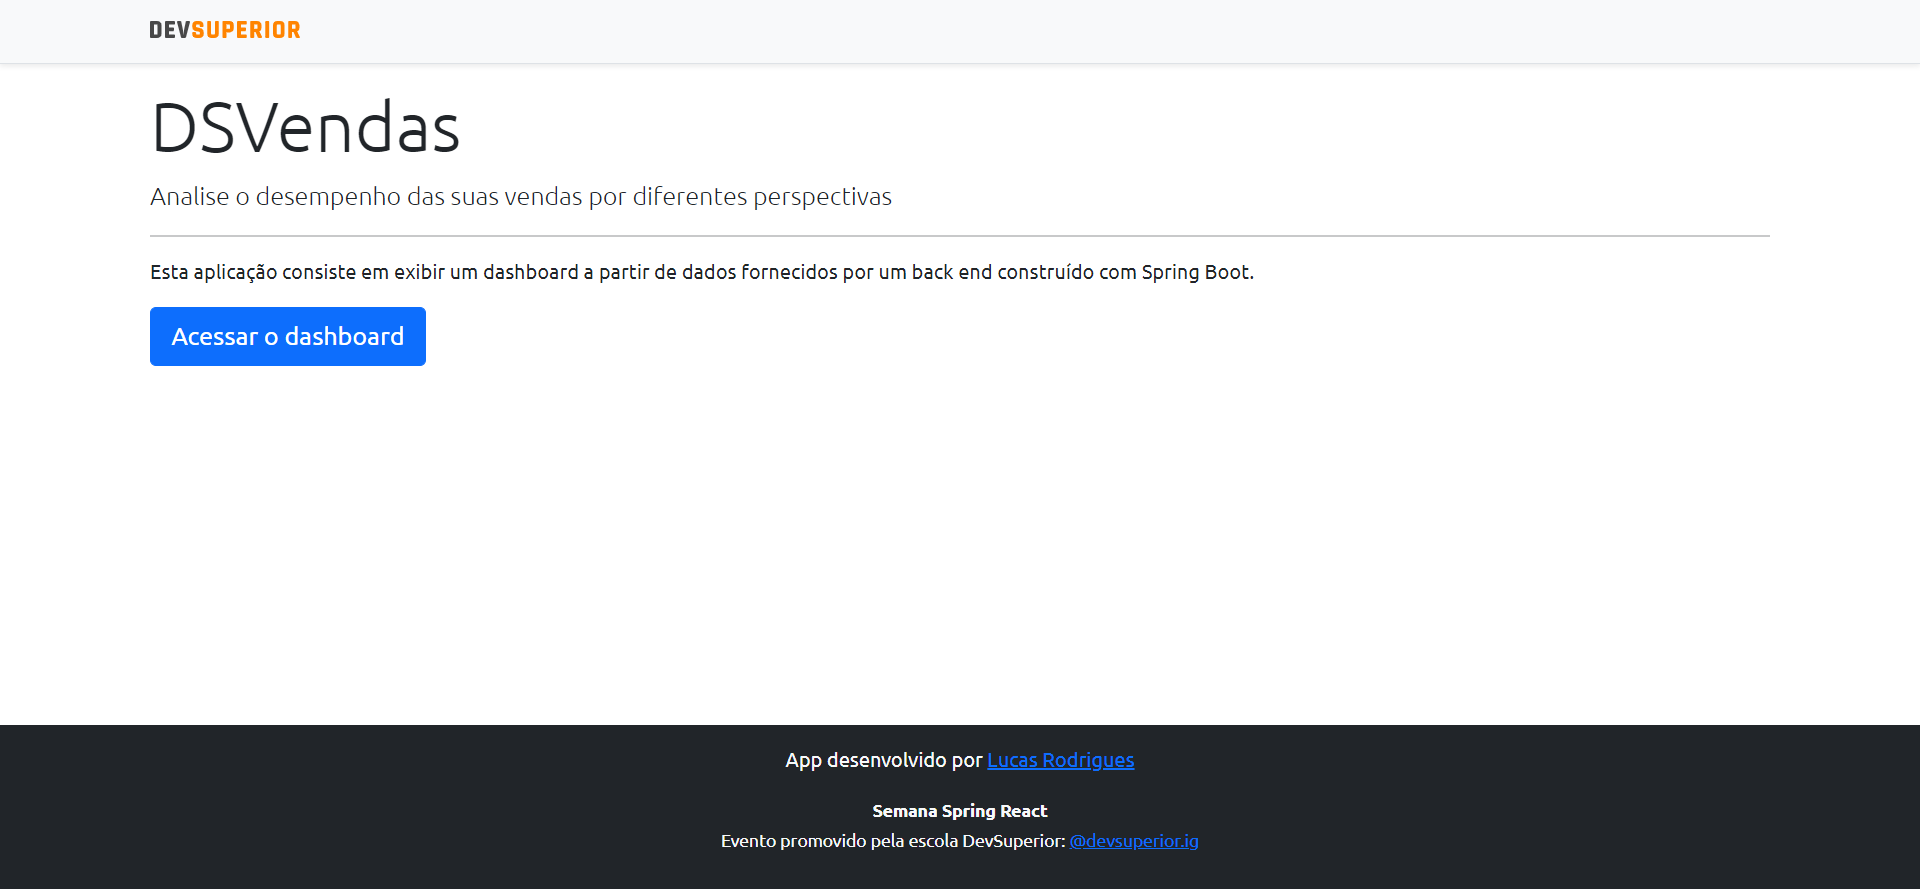 DEVSUPERIOR
DSVendas
Analise o desempenho das suas vendas por diferentes perspectivas
Esta aplicação consiste em exibir um dashboard a partir de dados fornecidos por um back end construído com Spring Boot.
Acessar o dashboard
App desenvolvido por Lucas Rodrigues
Semana Spring React
Evento promovido pela escola DevSuperior: @devsuperior.ig